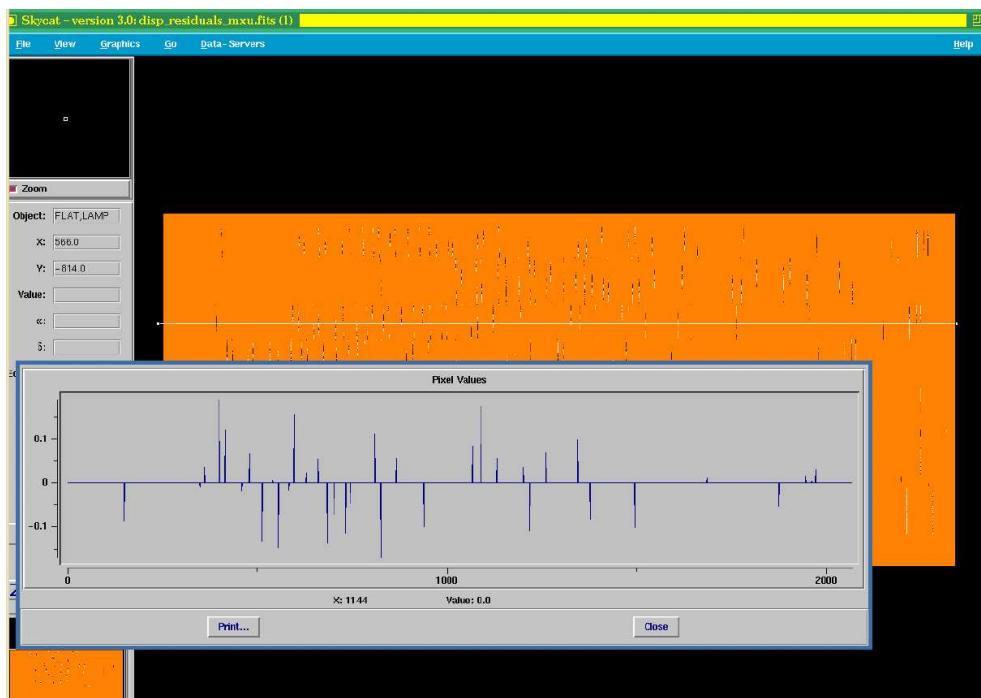 Skycat - version 3.0: disp_residuals_mxu.fits (1)
File View Graphics Go Data-Servers Help
Zoom
Object: FLAT,LAMP
X: 566.0
Y: -814.0
Value:
α:
δ:
Pixel Values
0.1
0
-0.1
0 1000 2000
X: 1144 Value: 0.0
Print... Close